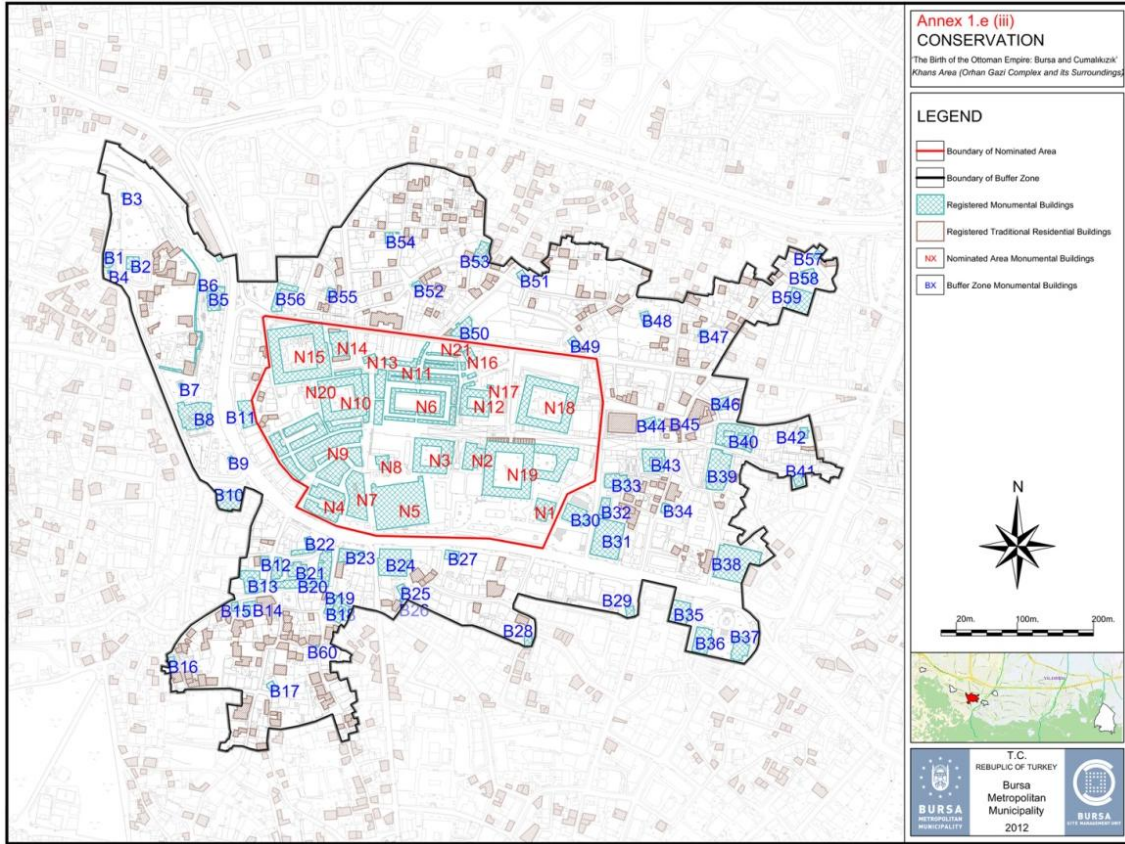 Annex 1.e (iii)
CONSERVATION
'The Birth of the Ottoman Empire: Bursa and Cumalıkızık'
Khans Area (Orhan Gazi Complex and its Surroundings)
LEGEND
Boundary of Nominated Area
Boundary of Buffer Zone
Registered Monumental Buildings
Registered Traditional Residential Buildings
NX Nominated Area Monumental Buildings
BX Buffer Zone Monumental Buildings
B3
B1
B2
B4
B6
B5
B7
B8
B11
B9
B10
B54
B53
B51
B52
B55
B56
B50
B49
B48
B47
B57
B58
B59
N15
N14
N13
N21
N16
N11
N20
N10
N6
N17
N12
N18
N9
N8
N3
N2
N19
N4
N7
N5
N1
B46
B45
B44
B40
B42
B43
B39
B41
B33
B32
B34
B30
B31
B38
B22
B12
B21
B23
B24
B27
B13
B20
B25
B26
B15
B14
B19
B18
B29
B35
B28
B36
B37
B60
B16
B17
N
20m. 100m. 200m.
YILDIRIM
BURSA
METROPOLITAN
MUNICIPALITY
T.C.
REBUPLIC OF TURKEY
Bursa
Metropolitan
Municipality
2012
BURSA
SITE MANAGEMENT UNIT